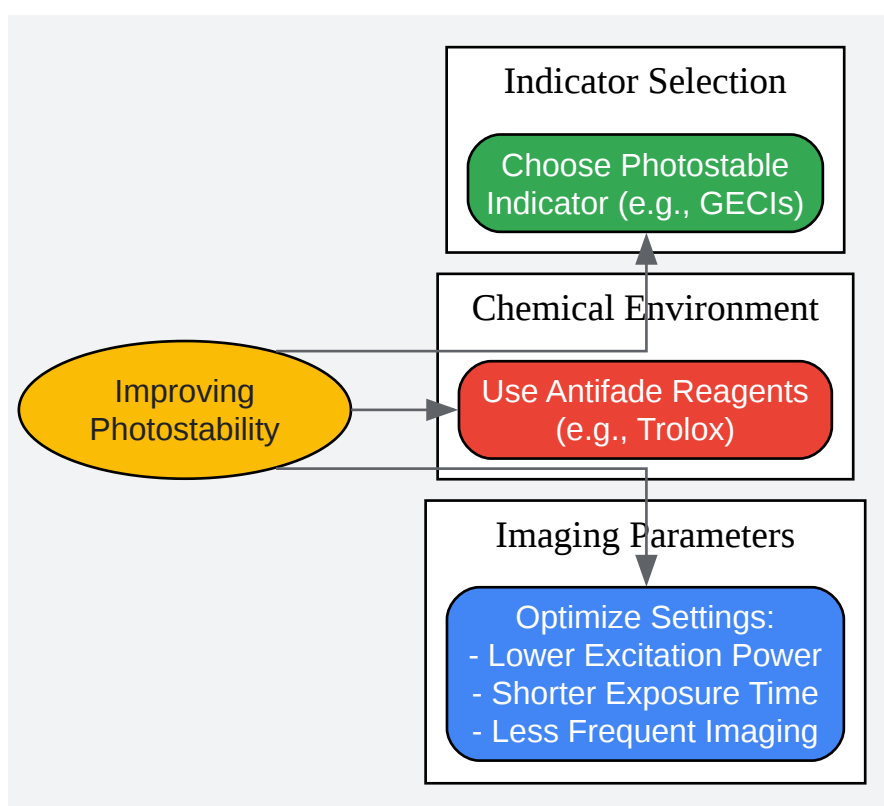 Indicator Selection
Choose Photostable
Indicator (e.g., GECIs)
Chemical Environment
Improving
Photostability
Use Antifade Reagents
(e.g., Trolox)
Imaging Parameters
Optimize Settings:
- Lower Excitation Power
- Shorter Exposure Time
- Less Frequent Imaging